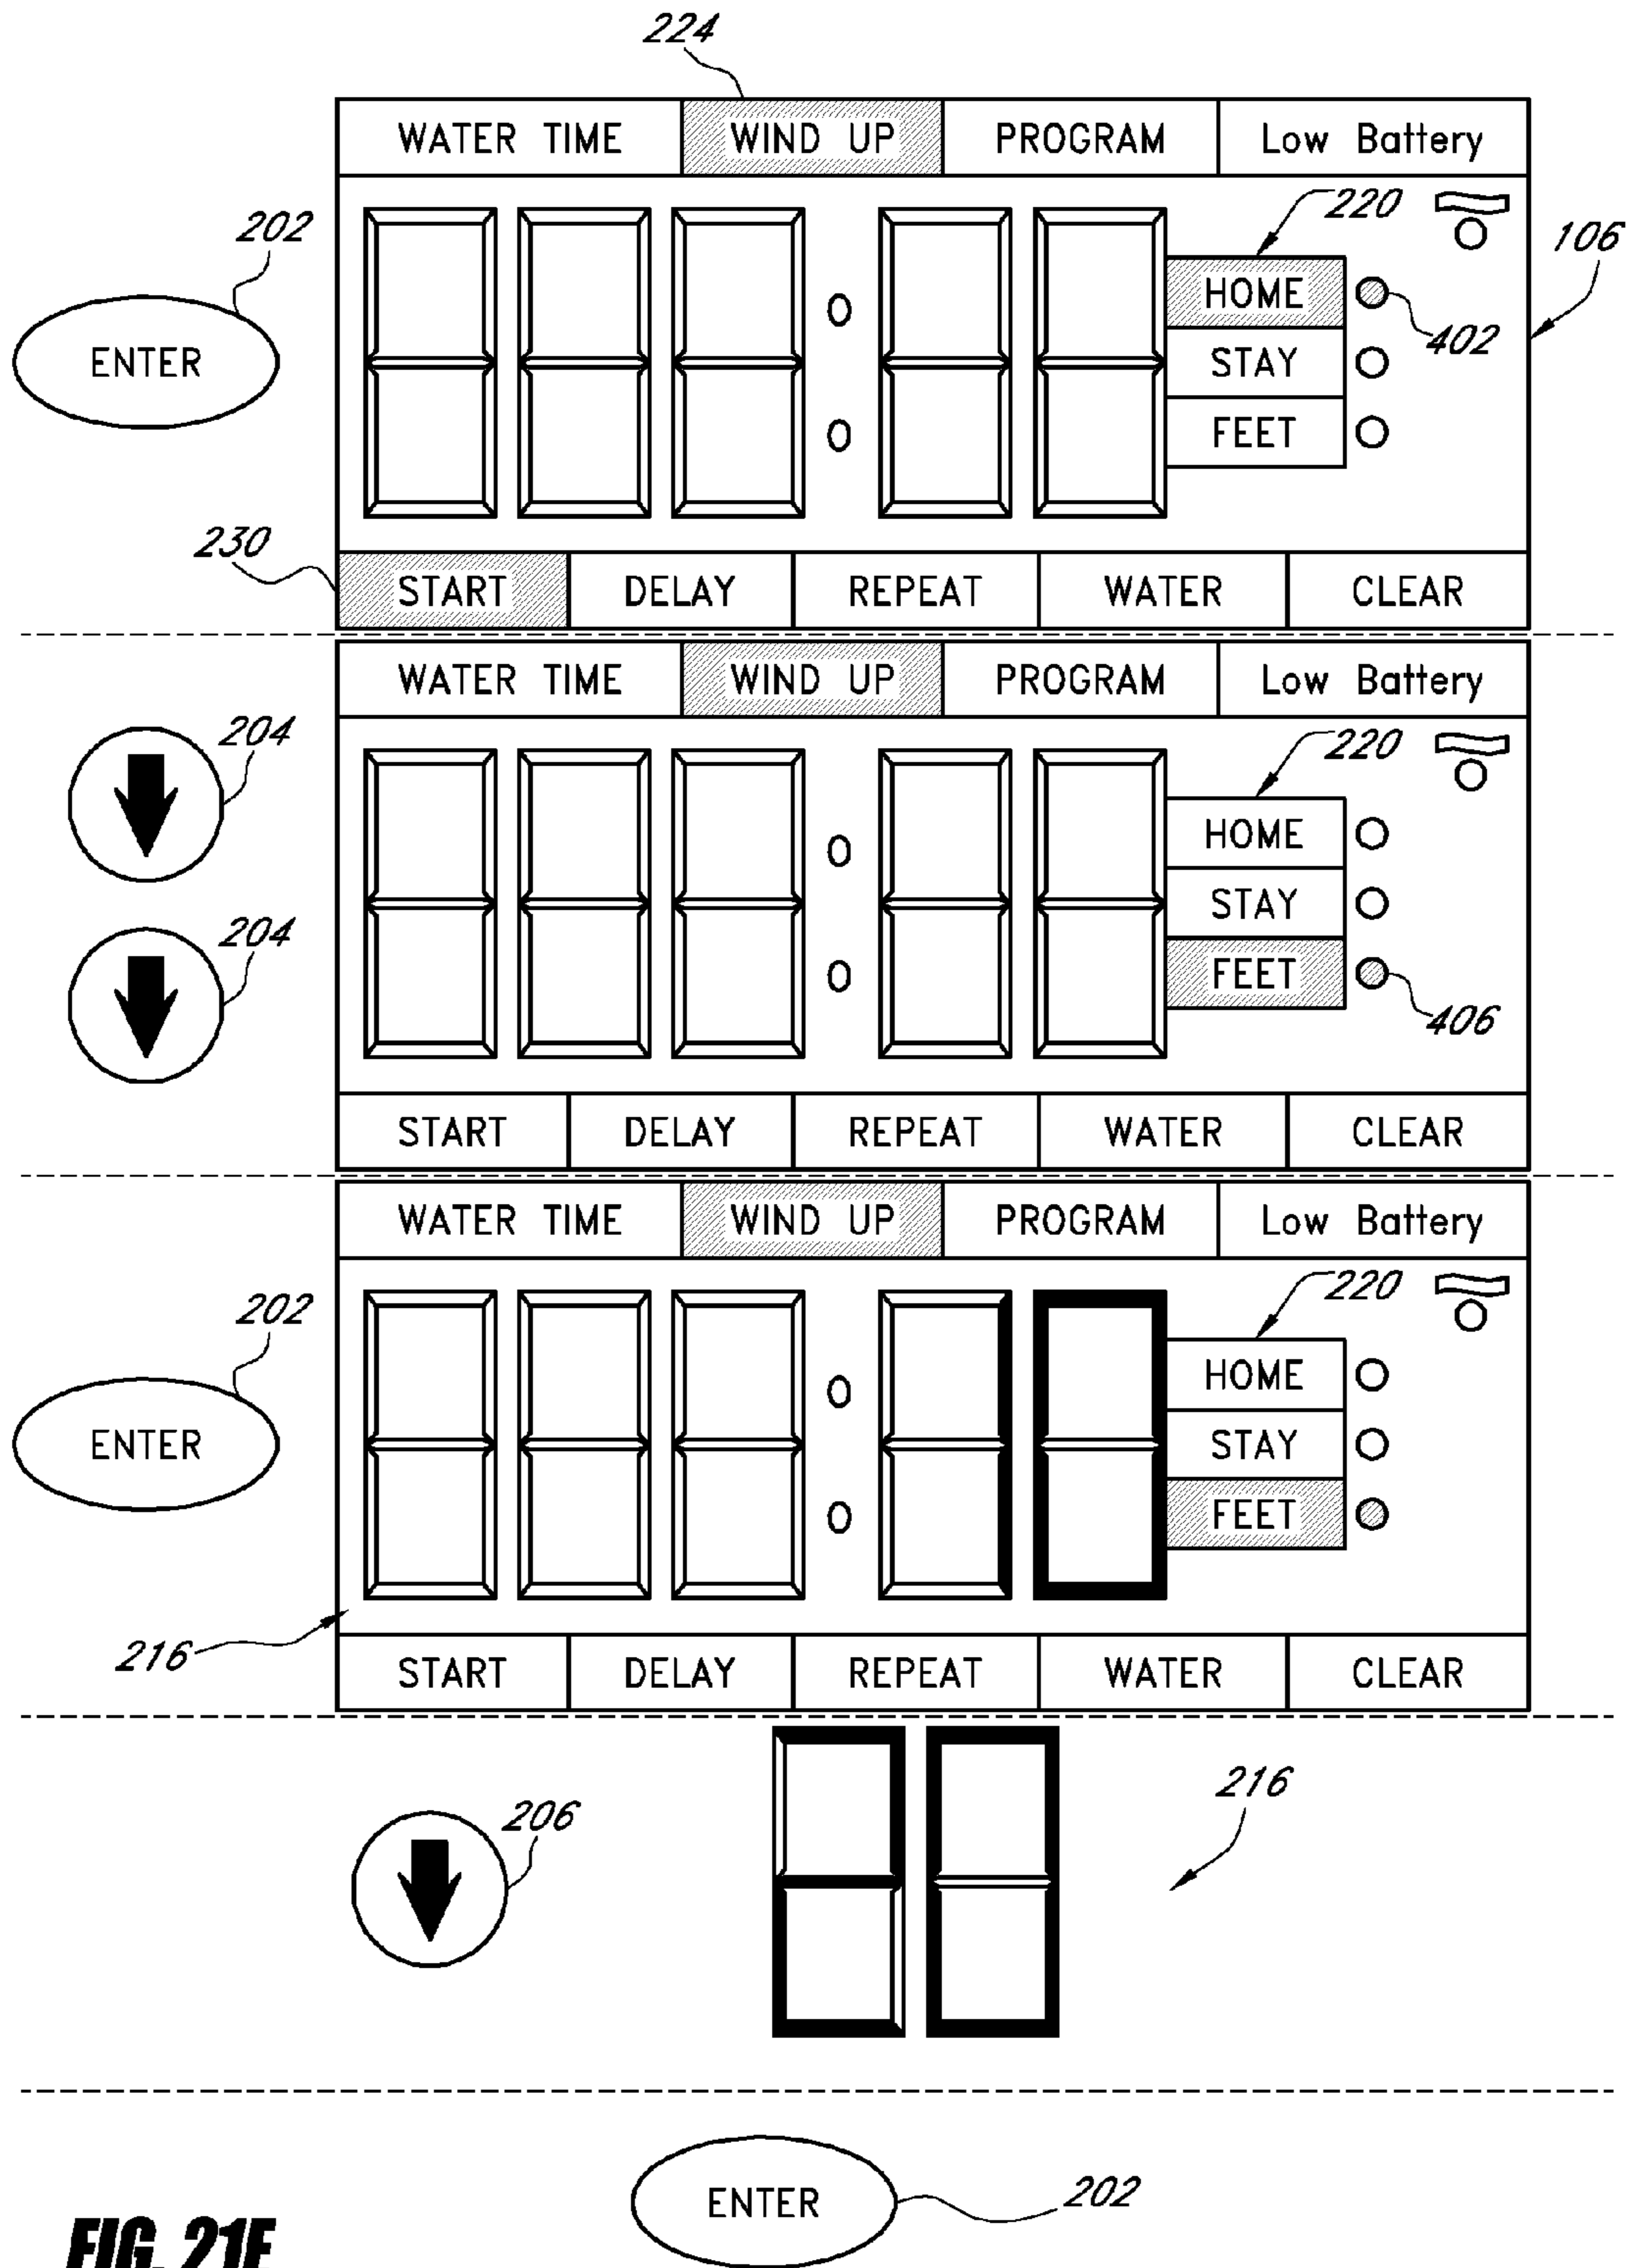 224
WATER TIME WIND UP PROGRAM Low Battery
202
220
106
ENTER
HOME
402
STAY
FEET
230
START DELAY REPEAT WATER CLEAR
WATER TIME WIND UP PROGRAM Low Battery
204
220
HOME
204
STAY
FEET
406
START DELAY REPEAT WATER CLEAR
WATER TIME WIND UP PROGRAM Low Battery
202
220
HOME
ENTER
STAY
10
FEET
216
START DELAY REPEAT WATER CLEAR
206
20
216
ENTER
202
FIG. 21E